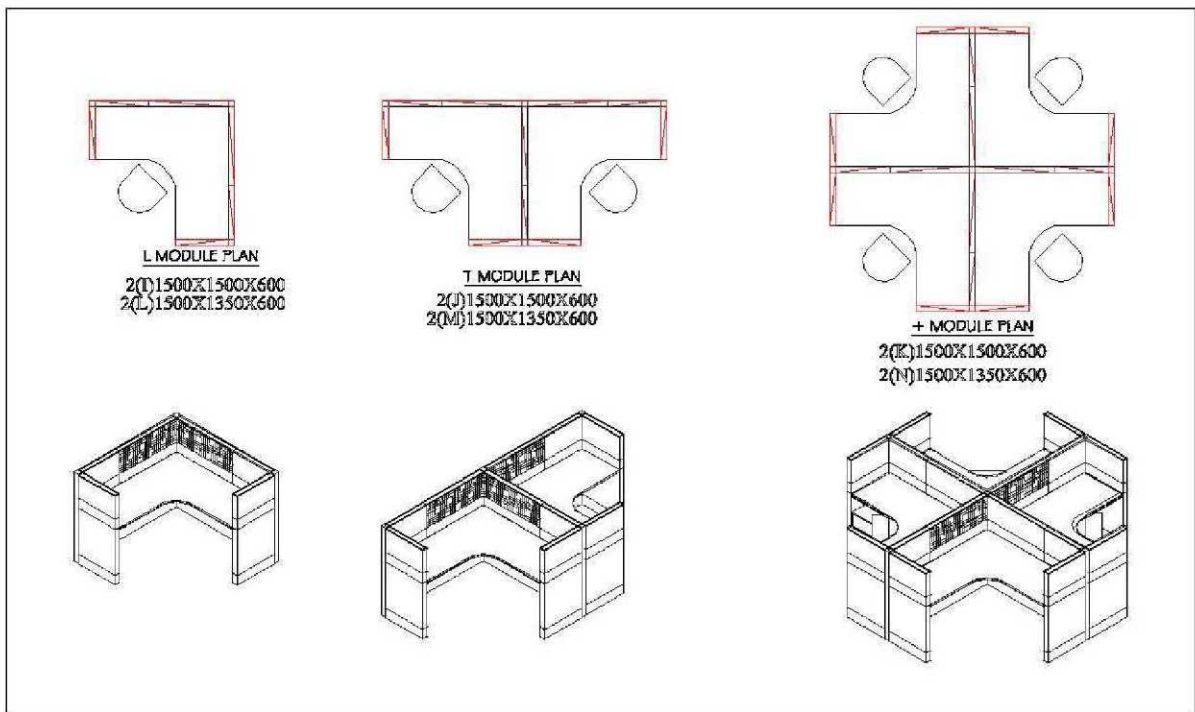 L MODULE PLAN
2(I)1500X1500X600
2(L)1500X1350X600
T MODULE PLAN
2(J)1500X1500X600
2(M)1500X1350X600
+ MODULE PLAN
2(K)1500X1500X600
2(N)1500X1350X600